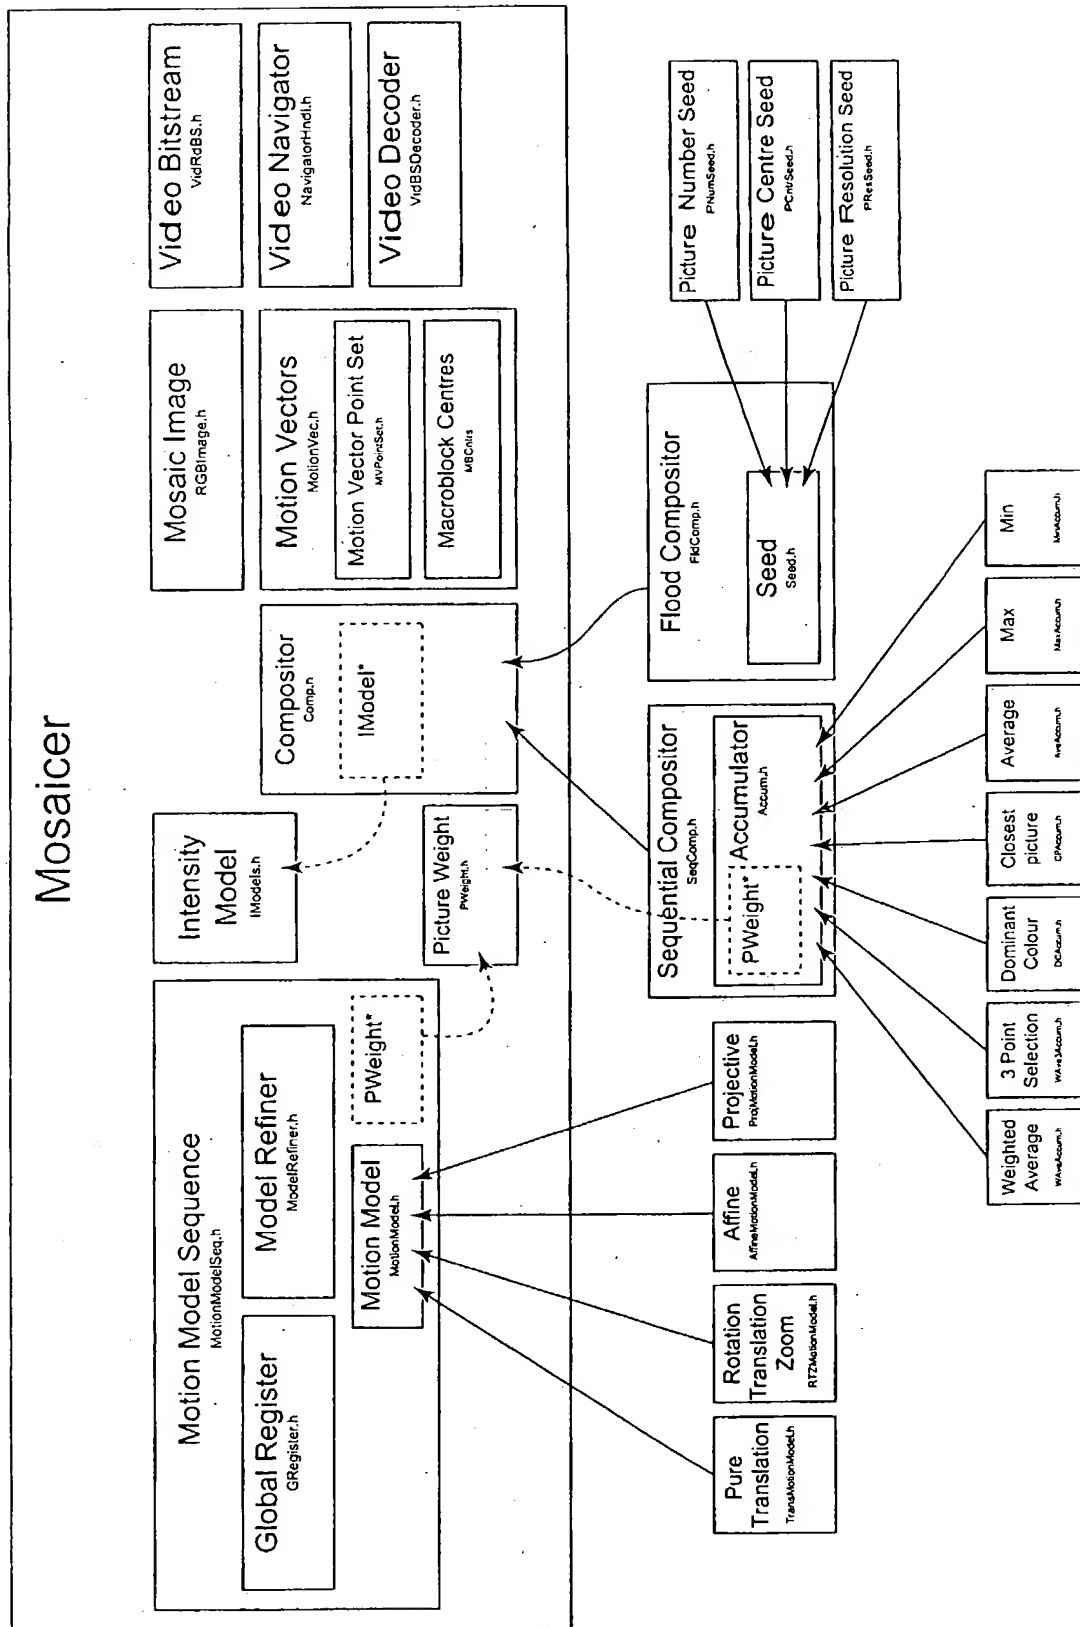 Mosaicer
Motion Model Sequence
MotionModelSeq.h
Global Register
GRegister.h
Model Refiner
ModelRefiner.h
Motion Model
MotionModel.h
PWeight*
Intensity
Model
IModels.h
Picture Weight
PWeight.h
Compositor
Comp.h
IModel*
Mosaic Image
RGBImage.h
Motion Vectors
MotionVec.h
Motion Vector Point Set
MVPointSet.h
Macroblock Centres
MBCntrs
Video Bitstream
VidRdBS.h
Video Navigator
NavigatorHndl.h
Video Decoder
VidBSDecoder.h
Pure
Translation
TransMotionModel.h
Rotation
Translation
Zoom
RTZMotionModel.h
Affine
AffineMotionModel.h
Projective
ProjMotionModel.h
Sequential Compositor
SeqComp.h
PWeight*
Accumulator
Accum.h
Flood Compositor
FldComp.h
Seed
Seed.h
Picture Number Seed
PNumSeed.h
Picture Centre Seed
PCntrSeed.h
Picture Resolution Seed
PResSeed.h
Weighted
Average
WAveAccum.h
3 Point
Selection
WAve3Accum.h
Dominant
Colour
DCAccum.h
Closest
picture
CPAccum.h
Average
AveAccum.h
Max
MaxAccum.h
Min
MinAccum.h